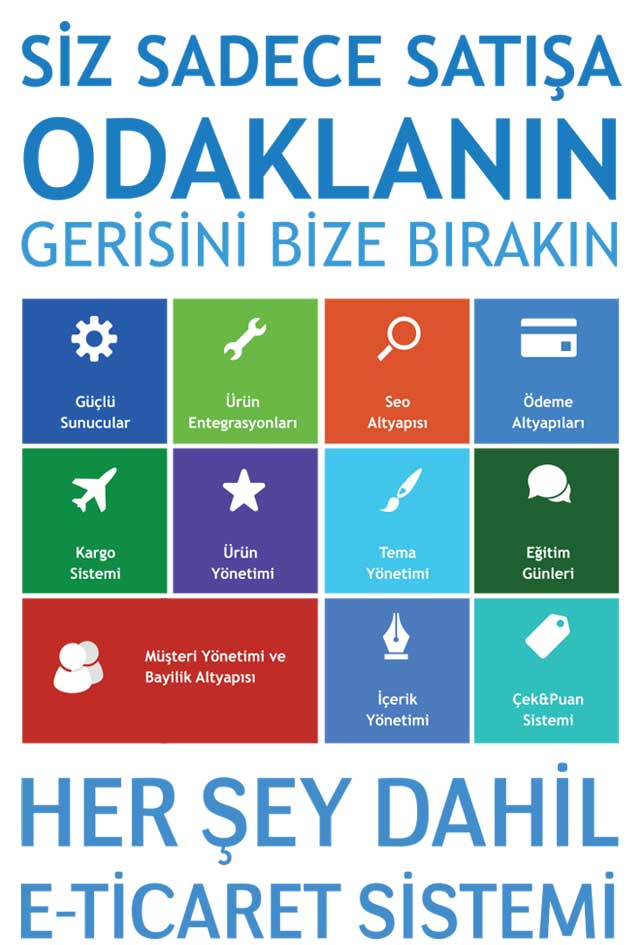 SİZ SADECE SATIŞA
ODAKLANIN
GERİSİNİ BİZE BIRAKIN
Güçlü
Sunucular
Ürün
Entegrasyonları
Seo
Altyapısı
Ödeme
Altyapıları
Kargo
Sistemi
Ürün
Yönetimi
Tema
Yönetimi
Eğitim
Günleri
Müşteri Yönetimi ve
Bayilik Altyapısı
İçerik
Yönetimi
Çek&Puan
Sistemi
HER ŞEY DAHİL
E-TİCARET SİSTEMİ